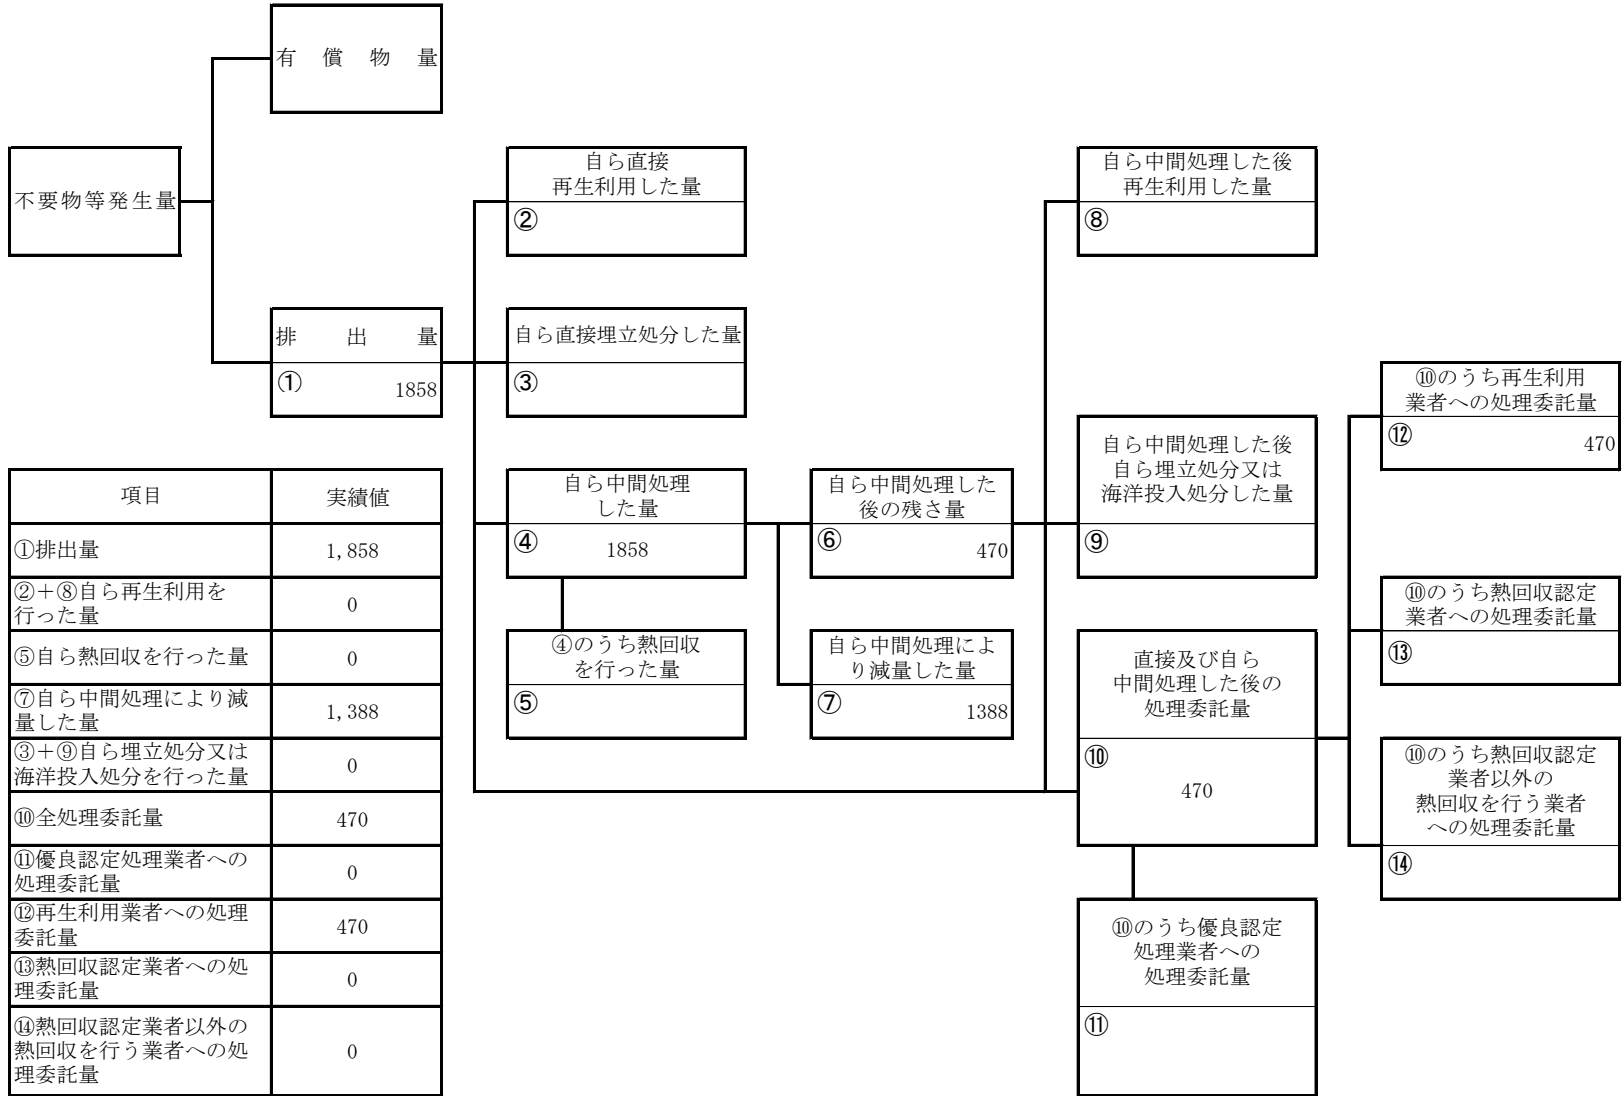 有償物量
不要物等発生量
排出量
① 1858
自ら直接
再生利用した量
②
自ら直接埋立処分した量
③
自ら中間処理
した量
④ 1858
④のうち熱回収
を行った量
⑤
自ら中間処理した
後の残さ量
⑥ 470
自ら中間処理によ
り減量した量
⑦ 1388
自ら中間処理した後
再生利用した量
⑧
自ら中間処理した後
自ら埋立処分又は
海洋投入処分した量
⑨
直接及び自ら
中間処理した後の
処理委託量
⑩
470
⑩のうち優良認定
処理業者への
処理委託量
⑪
⑩のうち再生利用
業者への処理委託量
⑫ 470
⑩のうち熱回収認定
業者への処理委託量
⑬
⑩のうち熱回収認定
業者以外の
熱回収を行う業者
への処理委託量
⑭
項目 実績値
①排出量 1,858
②+⑧自ら再生利用を
行った量 0
⑤自ら熱回収を行った量 0
⑦自ら中間処理により減
量した量 1,388
③+⑨自ら埋立処分又は
海洋投入処分を行った量 0
⑩全処理委託量 470
⑪優良認定処理業者への
処理委託量 0
⑫再生利用業者への処理
委託量 470
⑬熱回収認定業者への処
理委託量 0
⑭熱回収認定業者以外の
熱回収を行う業者への処
理委託量 0